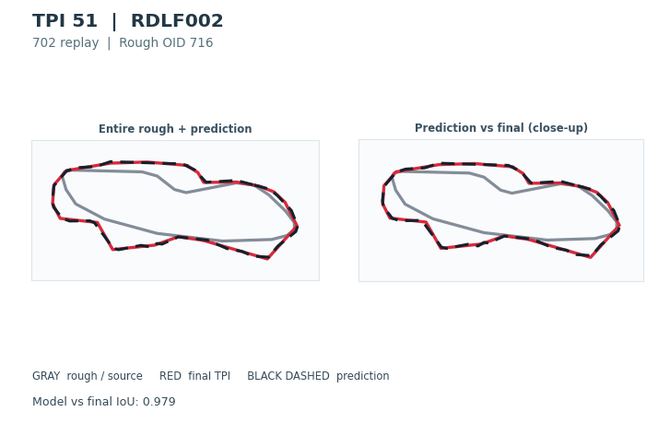 TPI 51 | RDLF002
702 replay | Rough OID 716
Entire rough + prediction
Prediction vs final (close-up)
GRAY rough / source RED final TPI BLACK DASHED prediction
Model vs final IoU: 0.979